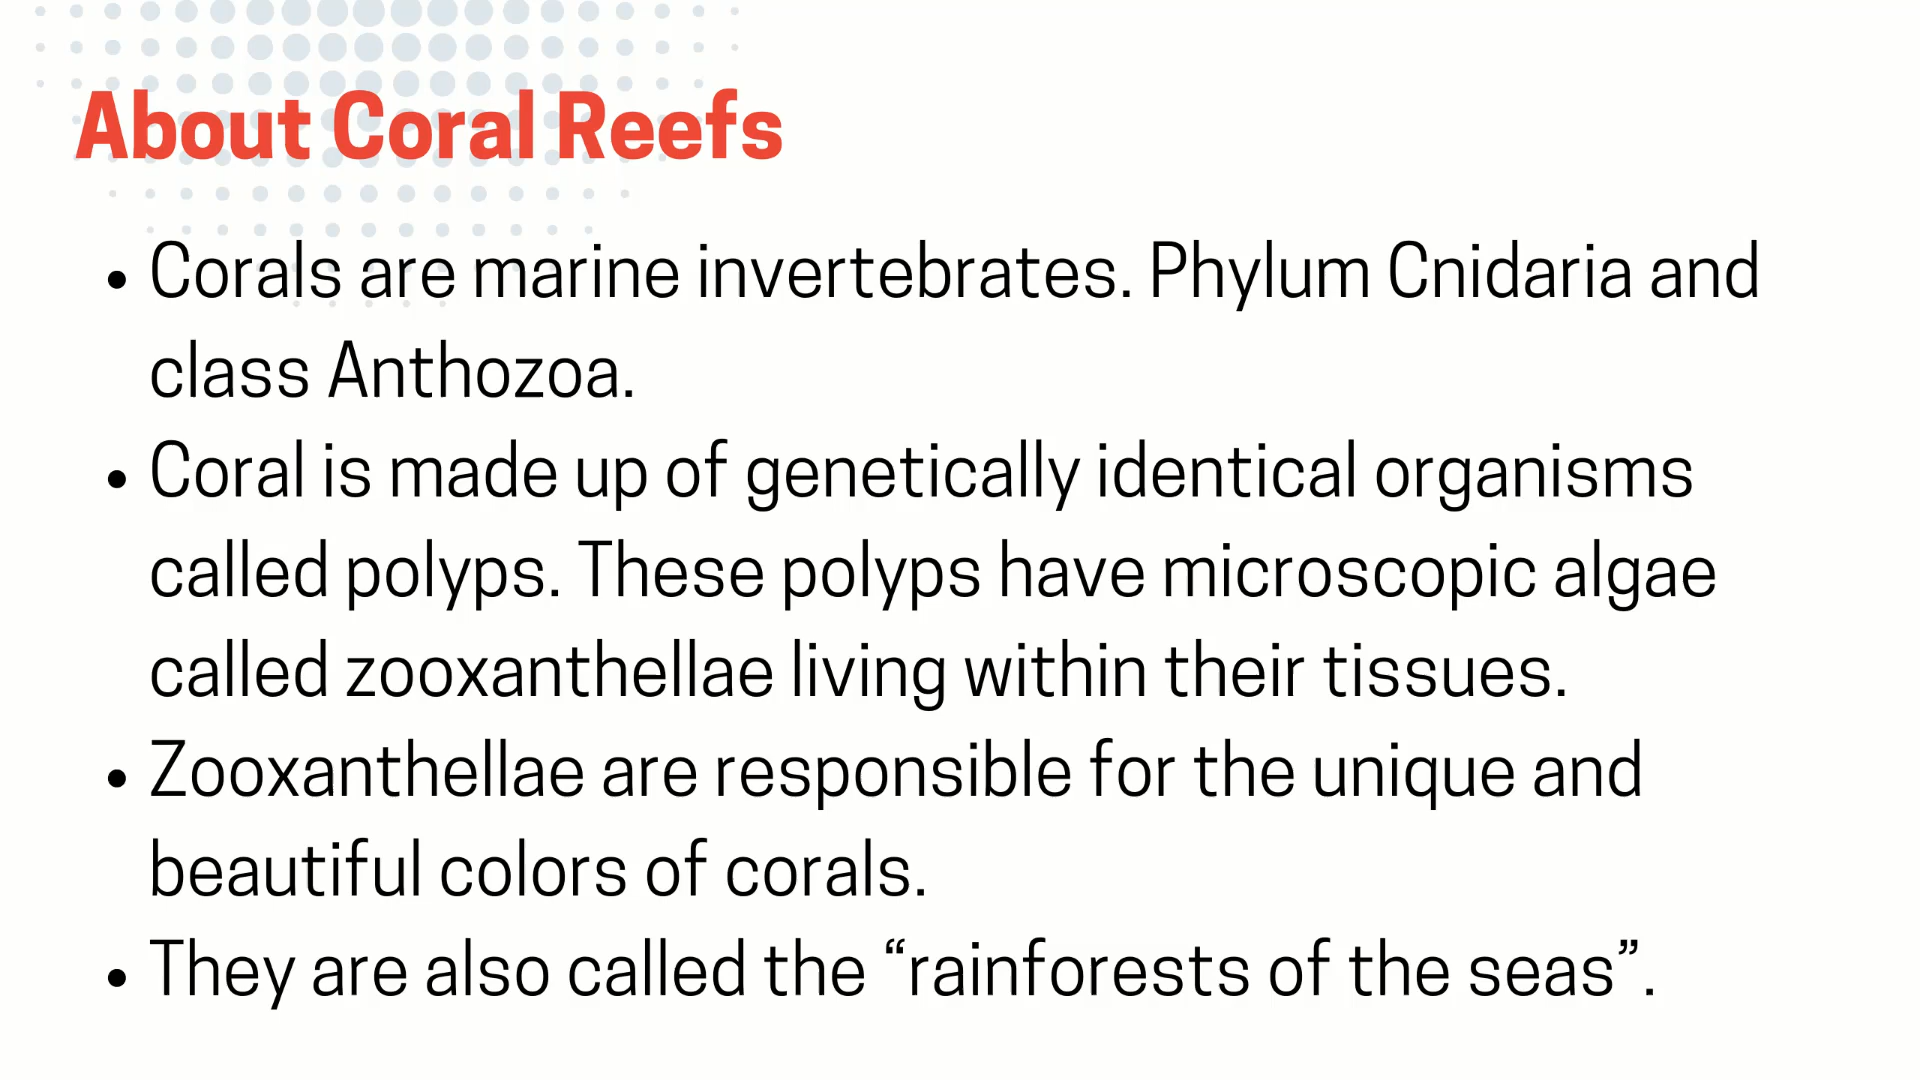 About Coral Reefs
• Corals are marine invertebrates. Phylum Cnidaria and
class Anthozoa.
• Coral is made up of genetically identical organisms
called polyps. These polyps have microscopic algae
called zooxanthellae living within their tissues.
• Zooxanthellae are responsible for the unique and
beautiful colors of corals.
• They are also called the “rainforests of the seas”.